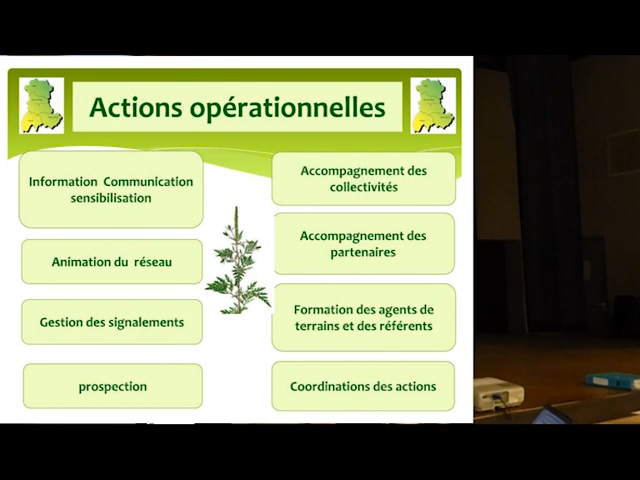 Actions opérationnelles
Information Communication
sensibilisation
Animation du réseau
Gestion des signalements
prospection
Accompagnement des
collectivités
Accompagnement des
partenaires
Formation des agents de
terrains et des référents
Coordinations des actions